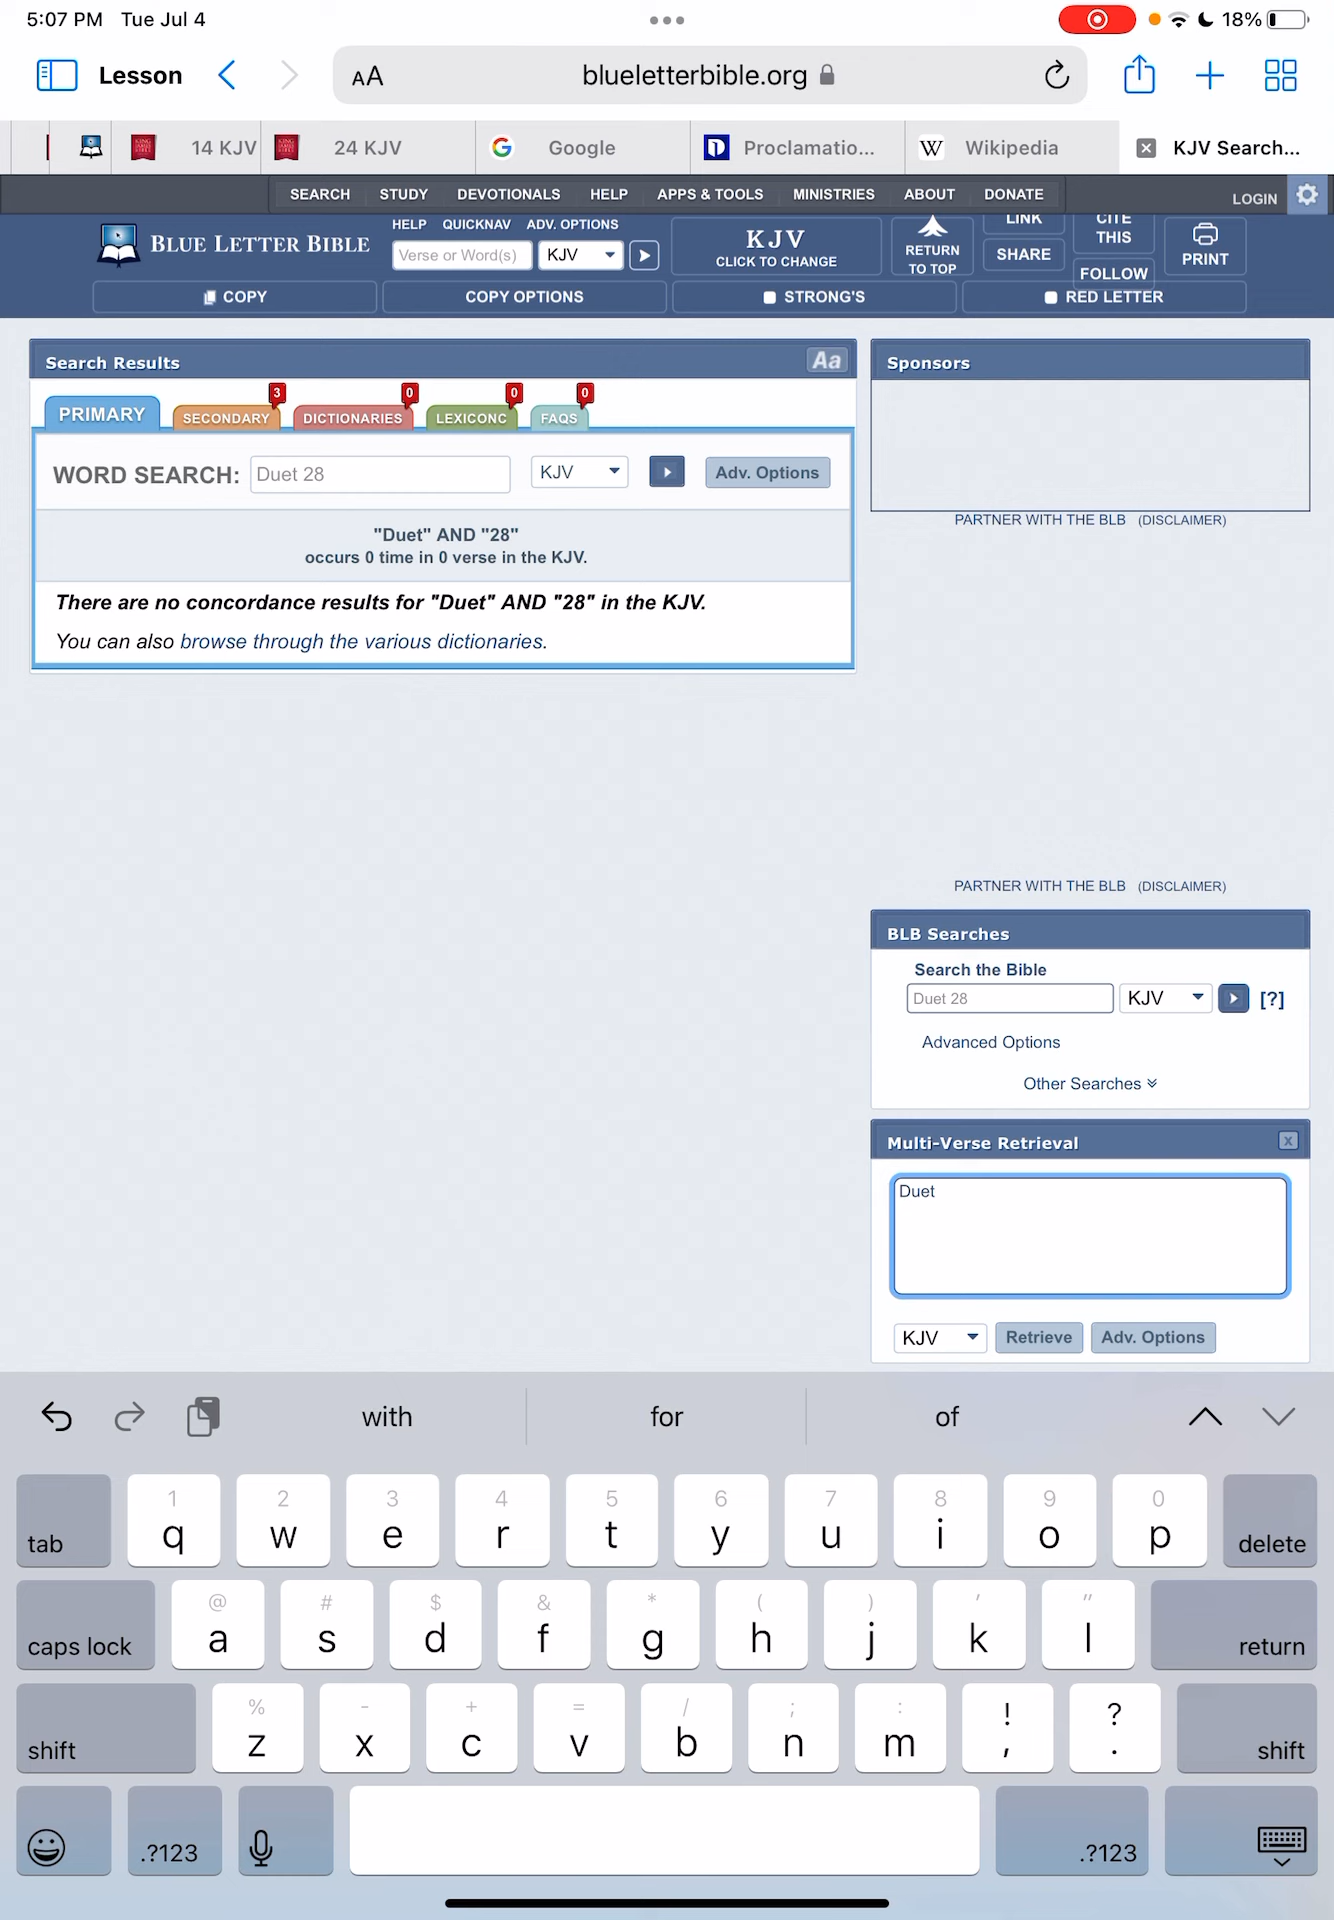 5:07 PM Tue Jul 4
18%
Lesson
AA
blueletterbible.org
14 KJV
24 KJV
Google
Proclamatio...
W Wikipedia
KJV Search...
SEARCH STUDY DEVOTIONALS HELP APPS & TOOLS MINISTRIES ABOUT DONATE
LOGIN
BLUE LETTER BIBLE
HELP QUICKNAV ADV. OPTIONS
Verse or Word(s)
KJV
KJV
CLICK TO CHANGE
RETURN
TO TOP
LINK
SHARE
CITE
THIS
FOLLOW
PRINT
COPY
COPY OPTIONS
STRONG'S
RED LETTER
Search Results
Aa
PRIMARY
SECONDARY 3
DICTIONARIES 0
LEXICONC 0
FAQS 0
WORD SEARCH: Duet 28
KJV
Adv. Options
"Duet" AND "28"
occurs 0 time in 0 verse in the KJV.
There are no concordance results for "Duet" AND "28" in the KJV.
You can also browse through the various dictionaries.
Sponsors
PARTNER WITH THE BLB (DISCLAIMER)
PARTNER WITH THE BLB (DISCLAIMER)
BLB Searches
Search the Bible
Duet 28
KJV
[?]
Advanced Options
Other Searches
Multi-Verse Retrieval
x
Duet
KJV
Retrieve
Adv. Options
with for of
1 2 3 4 5 6 7 8 9 0
tab q w e r t y u i o p delete
@ # $ & * ( ) ' "
caps lock a s d f g h j k l return
% - + = / ; : ! ?
shift z x c v b n m , . shift
.?123 .?123